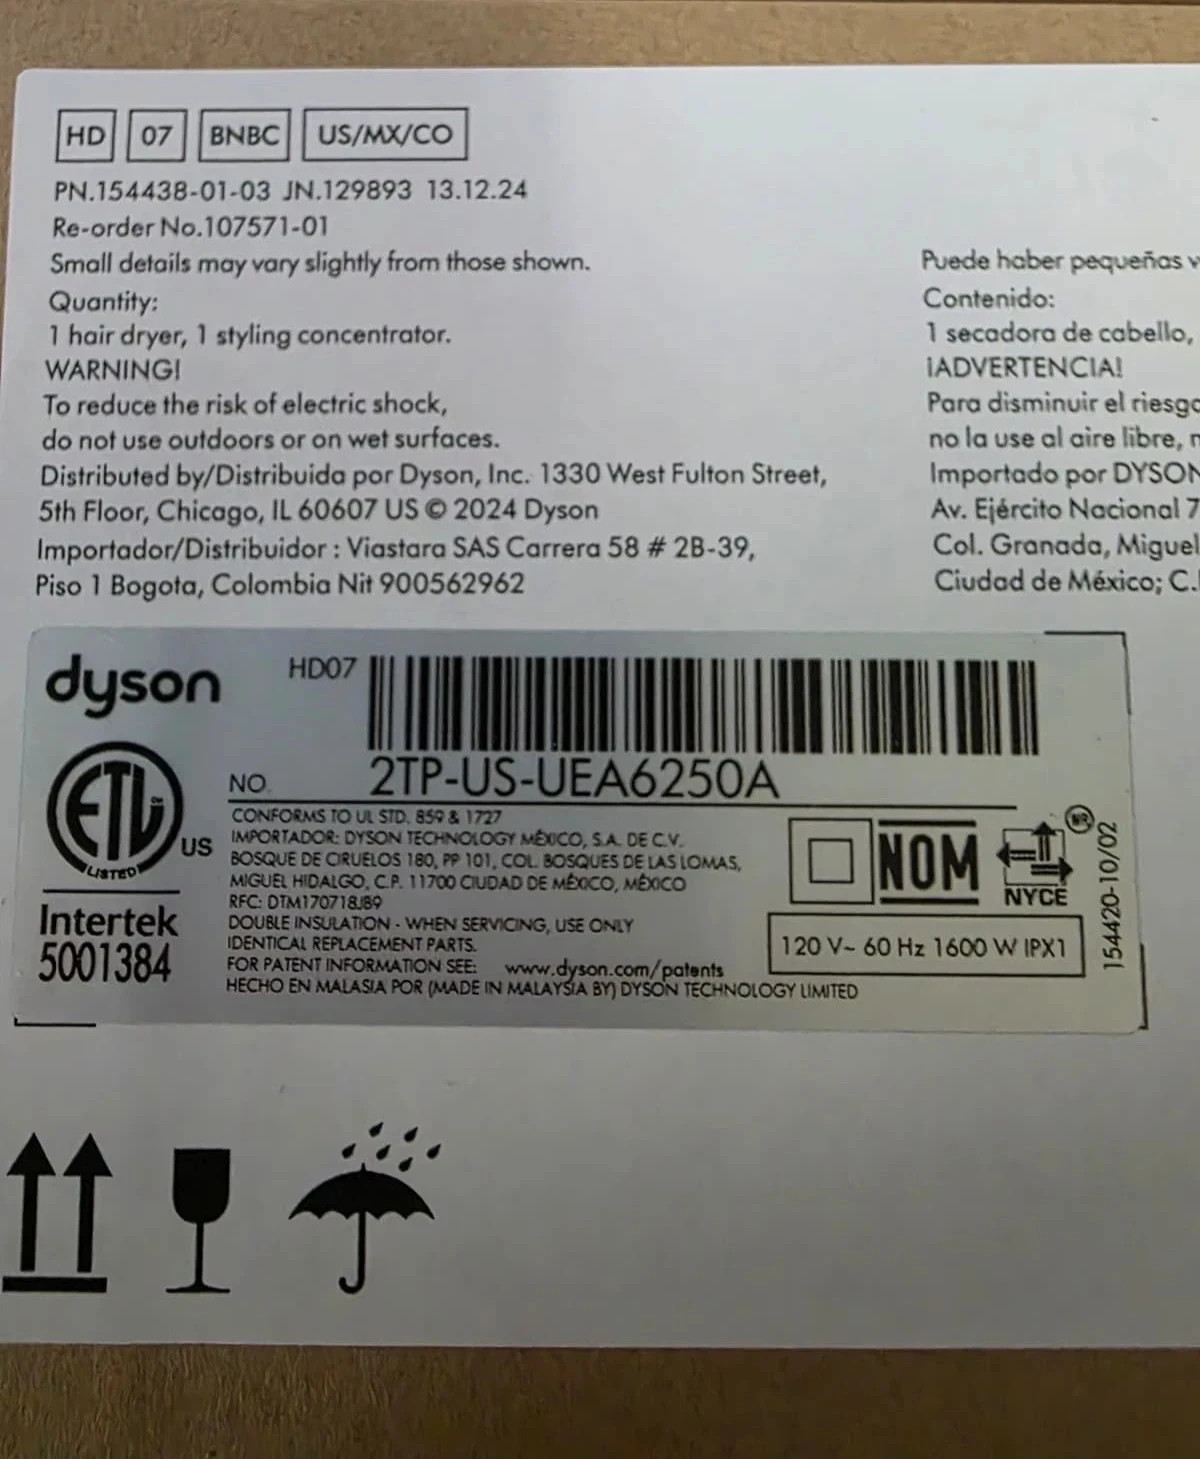 HD 07 BNBC US/MX/CO
PN.154438-01-03 JN.129893 13.12.24
Re-order No.107571-01
Small details may vary slightly from those shown.
Quantity:
1 hair dryer, 1 styling concentrator.
WARNING!
To reduce the risk of electric shock,
do not use outdoors or on wet surfaces.
Distributed by/Distribuida por Dyson, Inc. 1330 West Fulton Street,
5th Floor, Chicago, IL 60607 US © 2024 Dyson
Importador/Distribuidor : Viastara SAS Carrera 58 # 2B-39,
Piso 1 Bogota, Colombia Nit 900562962
Puede haber pequeñas v
Contenido:
1 secadora de cabello,
¡ADVERTENCIA!
Para disminuir el riesgo
no la use al aire libre,
Importado por DYSON
Av. Ejército Nacional 7
Col. Granada, Miguel
Ciudad de México; C.
dyson
HD07
NO. 2TP-US-UEA6250A
ETL CM
US
LISTED
Intertek
5001384
CONFORMS TO UL STD. 859 & 1727
IMPORTADOR: DYSON TECHNOLOGY MÉXICO, S.A. DE C.V.
BOSQUE DE CIRUELOS 180, PP 101, COL. BOSQUES DE LAS LOMAS,
MIGUEL HIDALGO, C.P. 11700 CIUDAD DE MÉXICO, MÉXICO
RFC: DTM170718J89
DOUBLE INSULATION - WHEN SERVICING, USE ONLY
IDENTICAL REPLACEMENT PARTS.
FOR PATENT INFORMATION SEE: www.dyson.com/patents
HECHO EN MALASIA POR (MADE IN MALAYSIA BY) DYSON TECHNOLOGY LIMITED
NOM
NYCE
MR
120 V~ 60 Hz 1600 W IPX1
154420-10/02